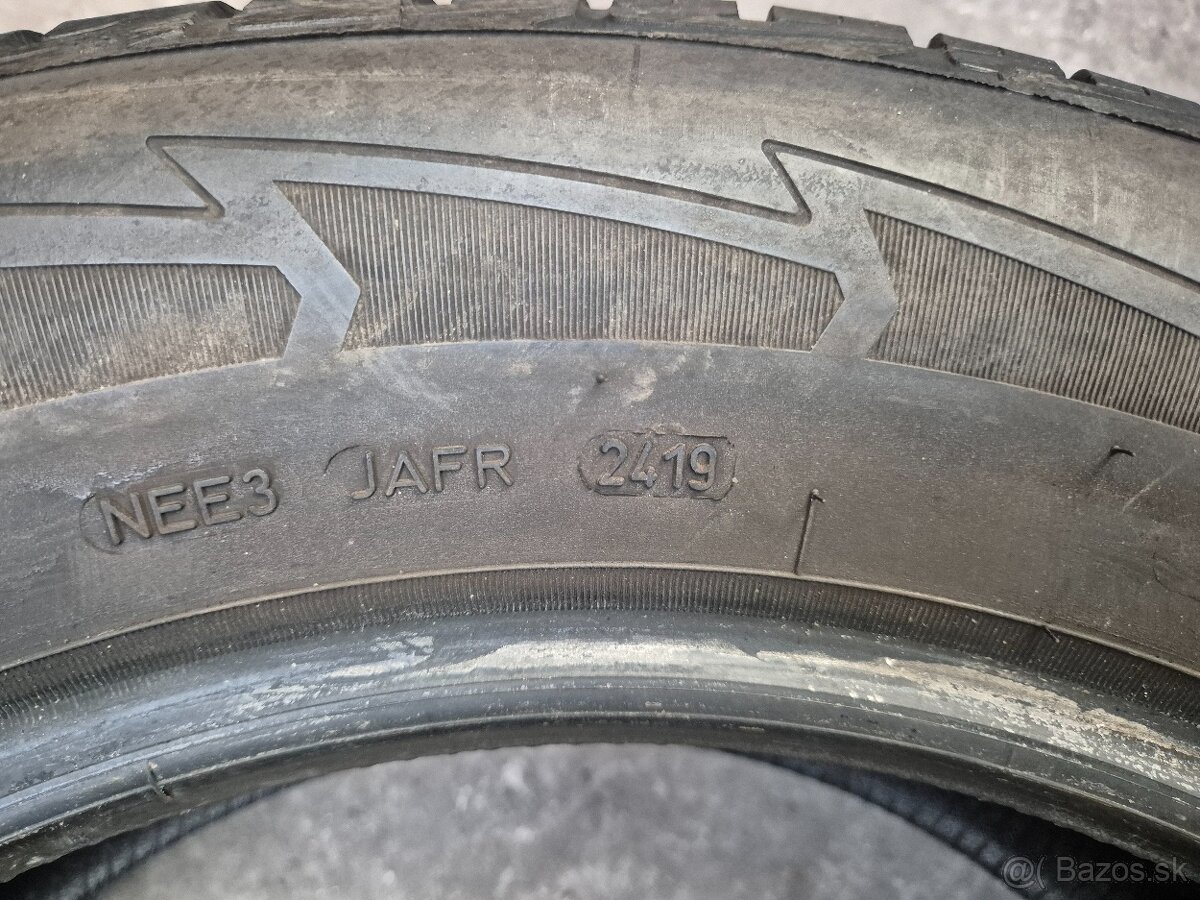 NEE3 JAFR 2419
@( Bazos.sk